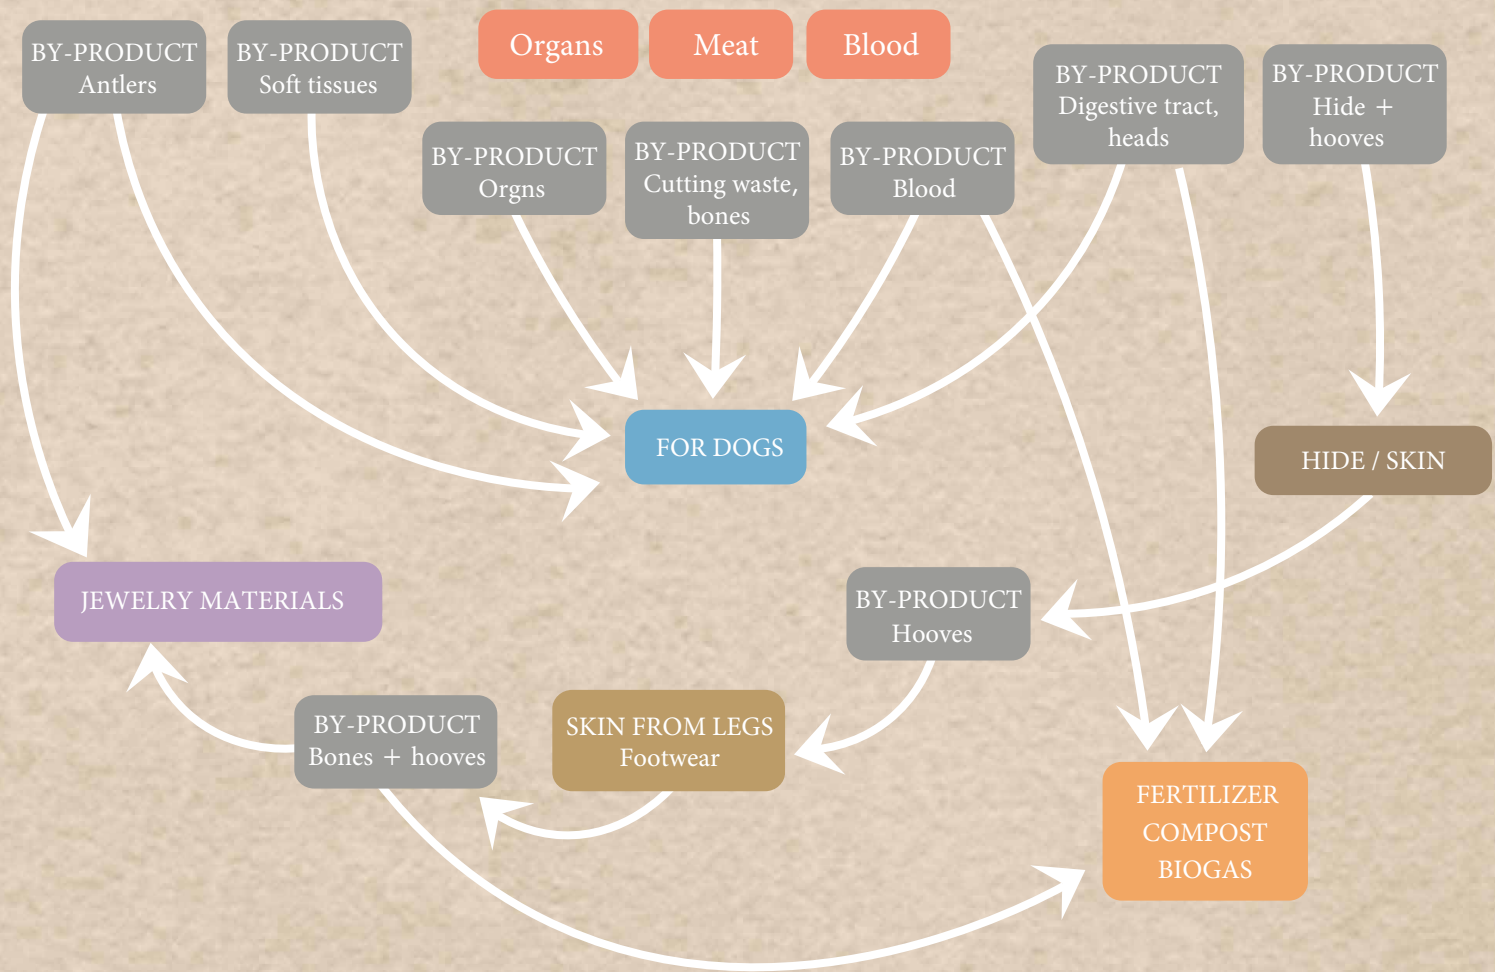 BY-PRODUCT
Antlers
BY-PRODUCT
Soft tissues
Organs
Meat
Blood
BY-PRODUCT
Digestive tract,
heads
BY-PRODUCT
Hide +
hooves
BY-PRODUCT
Orgns
BY-PRODUCT
Cutting waste,
bones
BY-PRODUCT
Blood
FOR DOGS
HIDE / SKIN
JEWELRY MATERIALS
BY-PRODUCT
Hooves
BY-PRODUCT
Bones + hooves
SKIN FROM LEGS
Footwear
FERTILIZER
COMPOST
BIOGAS